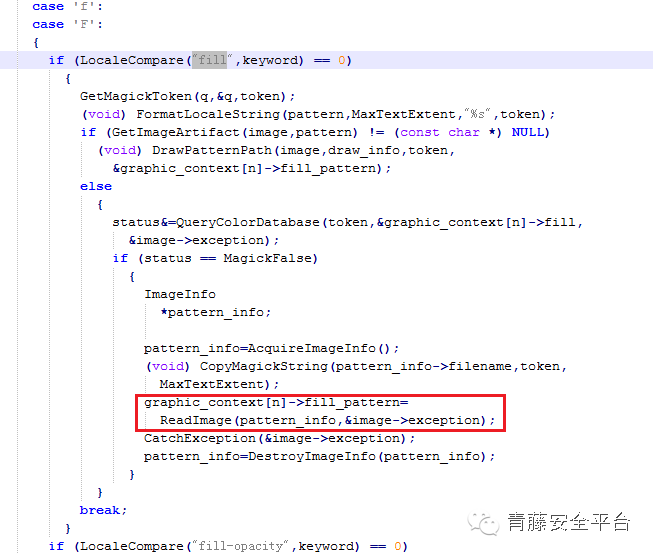 case 'f':
case 'F':
{
if (LocaleCompare("fill",keyword) == 0)
{
GetMagickToken(q,&q,token);
(void) FormatLocaleString(pattern,MaxTextExtent,"%s",token);
if (GetImageArtifact(image,pattern) != (const char *) NULL)
(void) DrawPatternPath(image,draw_info,token,
&graphic_context[n]->fill_pattern);
else
{
status&=QueryColorDatabase(token,&graphic_context[n]->fill,
&image->exception);
if (status == MagickFalse)
{
ImageInfo
*pattern_info;
pattern_info=AcquireImageInfo();
(void) CopyMagickString(pattern_info->filename,token,
MaxTextExtent);
graphic_context[n]->fill_pattern=
ReadImage(pattern_info,&image->exception);
CatchException(&image->exception);
pattern_info=DestroyImageInfo(pattern_info);
}
}
break;
}
if (LocaleCompare("fill-opacity",keyword) == 0)
青藤安全平台